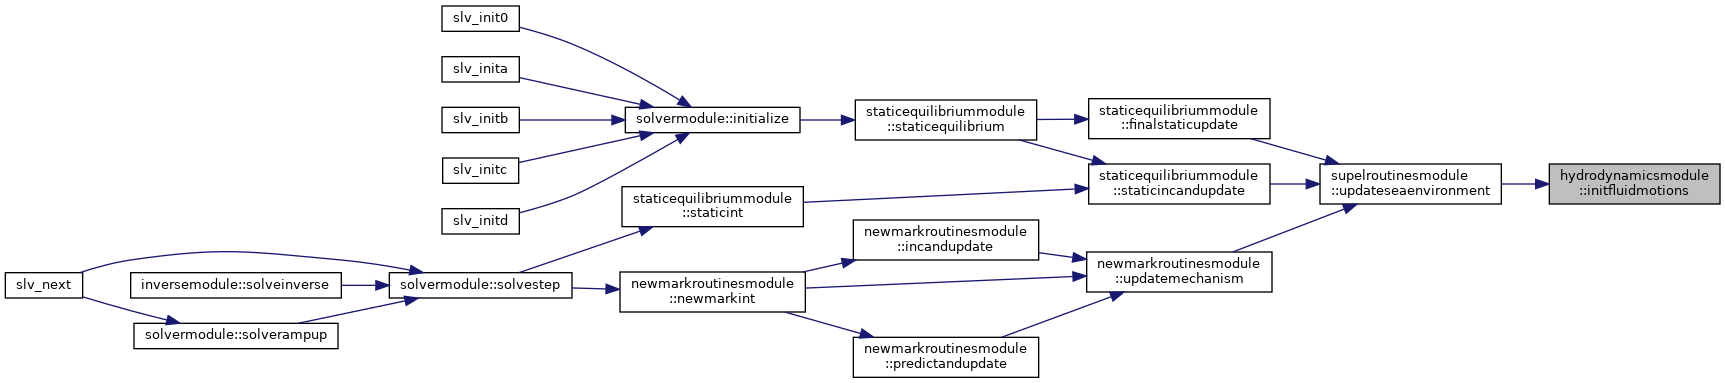 slv_init0
slv_inita
slv_initb
slv_initc
slv_initd
solvermodule::initialize
staticequilibriummodule
::staticequilibrium
staticequilibriummodule
::finalstaticupdate
staticequilibriummodule
::staticincandupdate
supelroutinesmodule
::updateseaenvironment
hydrodynamicsmodule
::initfluidmotions
staticequilibriummodule
::staticint
newmarkroutinesmodule
::incandupdate
newmarkroutinesmodule
::updatemechanism
slv_next
inversemodule::solveinverse
solvermodule::solvestep
newmarkroutinesmodule
::newmarkint
solvermodule::solverampup
newmarkroutinesmodule
::predictandupdate